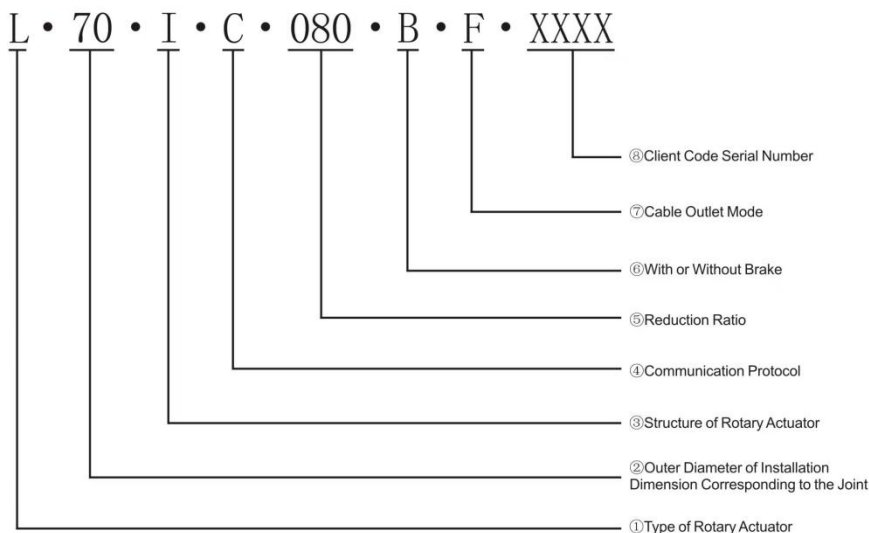 L·70·I·C·080·B·F·XXXX
⑧Client Code Serial Number
⑦Cable Outlet Mode
⑥With or Without Brake
⑤Reduction Ratio
④Communication Protocol
③Structure of Rotary Actuator
②Outer Diameter of Installation
Dimension Corresponding to the Joint
①Type of Rotary Actuator